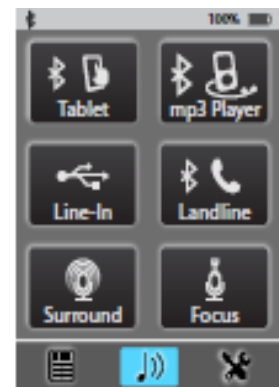 100%
Tablet
mp3 Player
Line-In
Landline
Surround
Focus